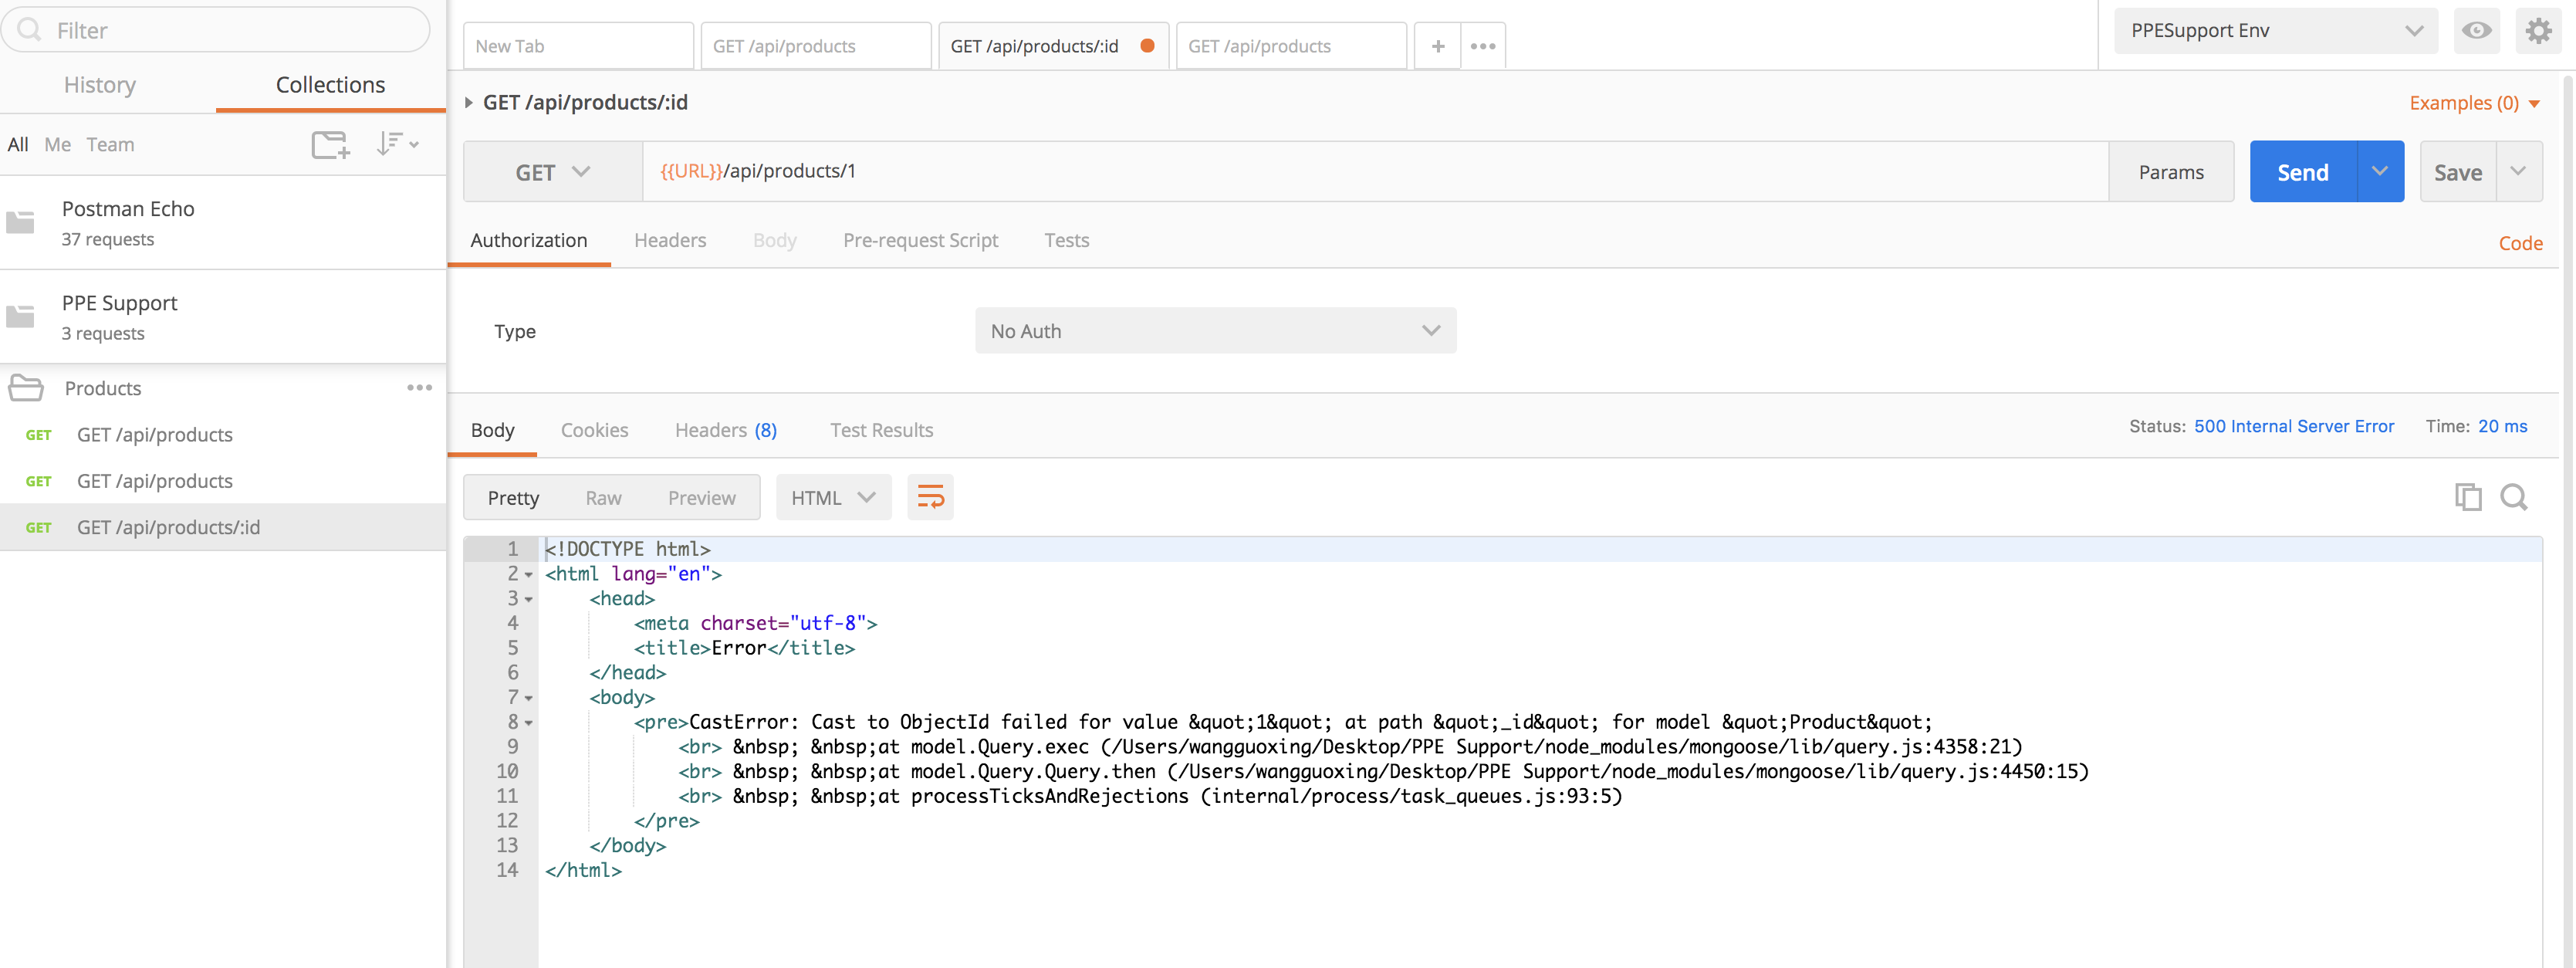 Filter
History
Collections
All Me Team
Postman Echo
37 requests
PPE Support
3 requests
Products
GET GET /api/products
GET GET /api/products
GET GET /api/products/:id
New Tab
GET /api/products
GET /api/products/:id
GET /api/products
PPESupport Env
GET /api/products/:id
Examples (0)
GET
{{URL}}/api/products/1
Params
Send
Save
Authorization
Headers
Body
Pre-request Script
Tests
Code
Type
No Auth
Body
Cookies
Headers (8)
Test Results
Status: 500 Internal Server Error
Time: 20 ms
Pretty
Raw
Preview
HTML
1 <!DOCTYPE html>
2 <html lang="en">
3 <head>
4 <meta charset="utf-8">
5 <title>Error</title>
6 </head>
7 <body>
8 <pre>CastError: Cast to ObjectId failed for value &quot;1&quot; at path &quot;_id&quot; for model &quot;Product&quot;
9 <br> &nbsp; &nbsp;at model.Query.exec (/Users/wangguoxing/Desktop/PPE Support/node_modules/mongoose/lib/query.js:4358:21)
10 <br> &nbsp; &nbsp;at model.Query.Query.then (/Users/wangguoxing/Desktop/PPE Support/node_modules/mongoose/lib/query.js:4450:15)
11 <br> &nbsp; &nbsp;at processTicksAndRejections (internal/process/task_queues.js:93:5)
12 </pre>
13 </body>
14 </html>